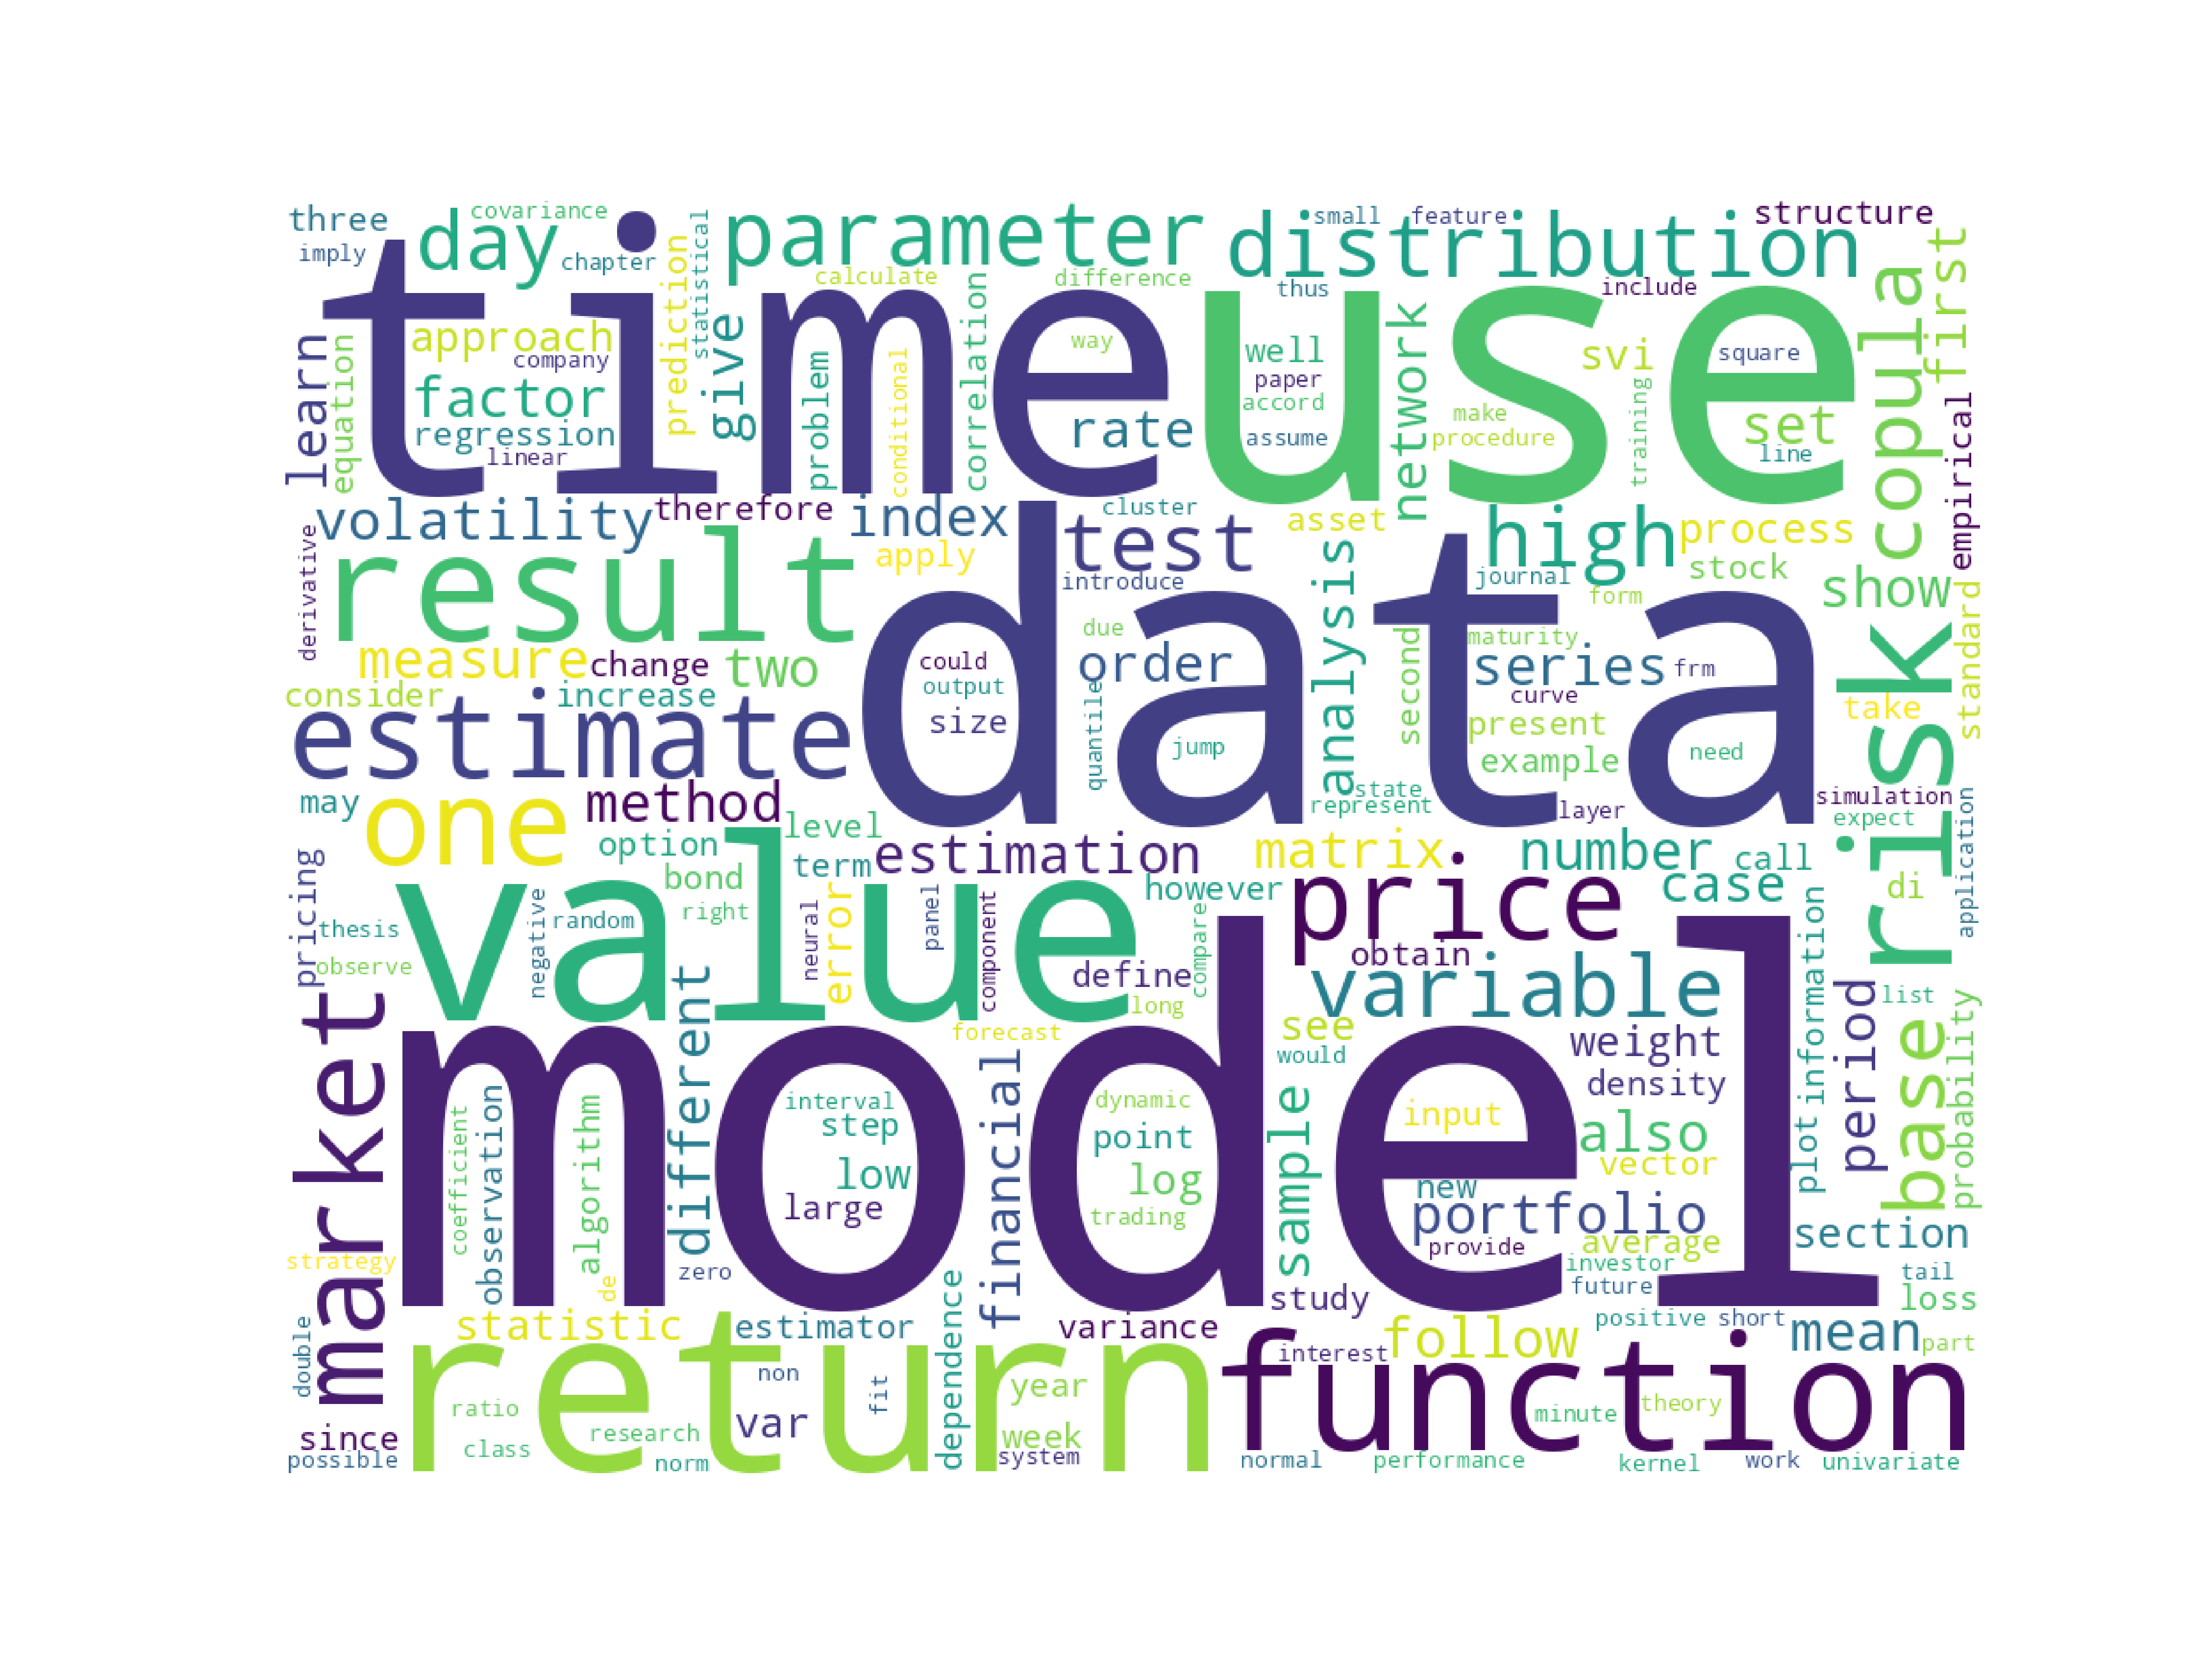 three
covariance
imply
day
chapter
statistical
prediction
parameter
calculate
difference
distribution
small
feature
structure
thus
include
time
use
copula
first
learn
equation
approach
company
factor
regression
linear
give
problem
conditional
correlation
way
rate
well
paper
accord
assume
network
make
procedure
training
svi
square
set
line
empirical
volatility
therefore
index
apply
cluster
test
asset
introduce
analysis
high
process
stock
journal
form
show
derivative
result
measure
change
two
consider
increase
estimate
data
could
output
size
due
order
quantile
jump
second
maturity
series
frm
curve
present
example
need
take
standard
risk
may
one
method
level
option
term
bond
right
estimation
however
state
represent
matrix
layer
number
call
simulation
expect
case
di
application
pricing
thesis
observe
negative
random
value
neural
error
panel
component
define
long
compare
forecast
price
obtain
variable
see
would
weight
density
period
plot
information
list
base
probability
market
different
model
coefficient
observation
algorithm
de
interval
step
low
large
financial
dynamic
point
log
trading
sample
input
also
vector
new
portfolio
provide
average
investor
future
section
tail
loss
strategy
zero
study
positive
short
mean
part
double
statistic
estimator
dependence
variance
interest
follow
return
function
non
fit
year
var
week
system
ratio
class
research
norm
since
possible
minute
theory
normal
performance
kernel
work
univariate